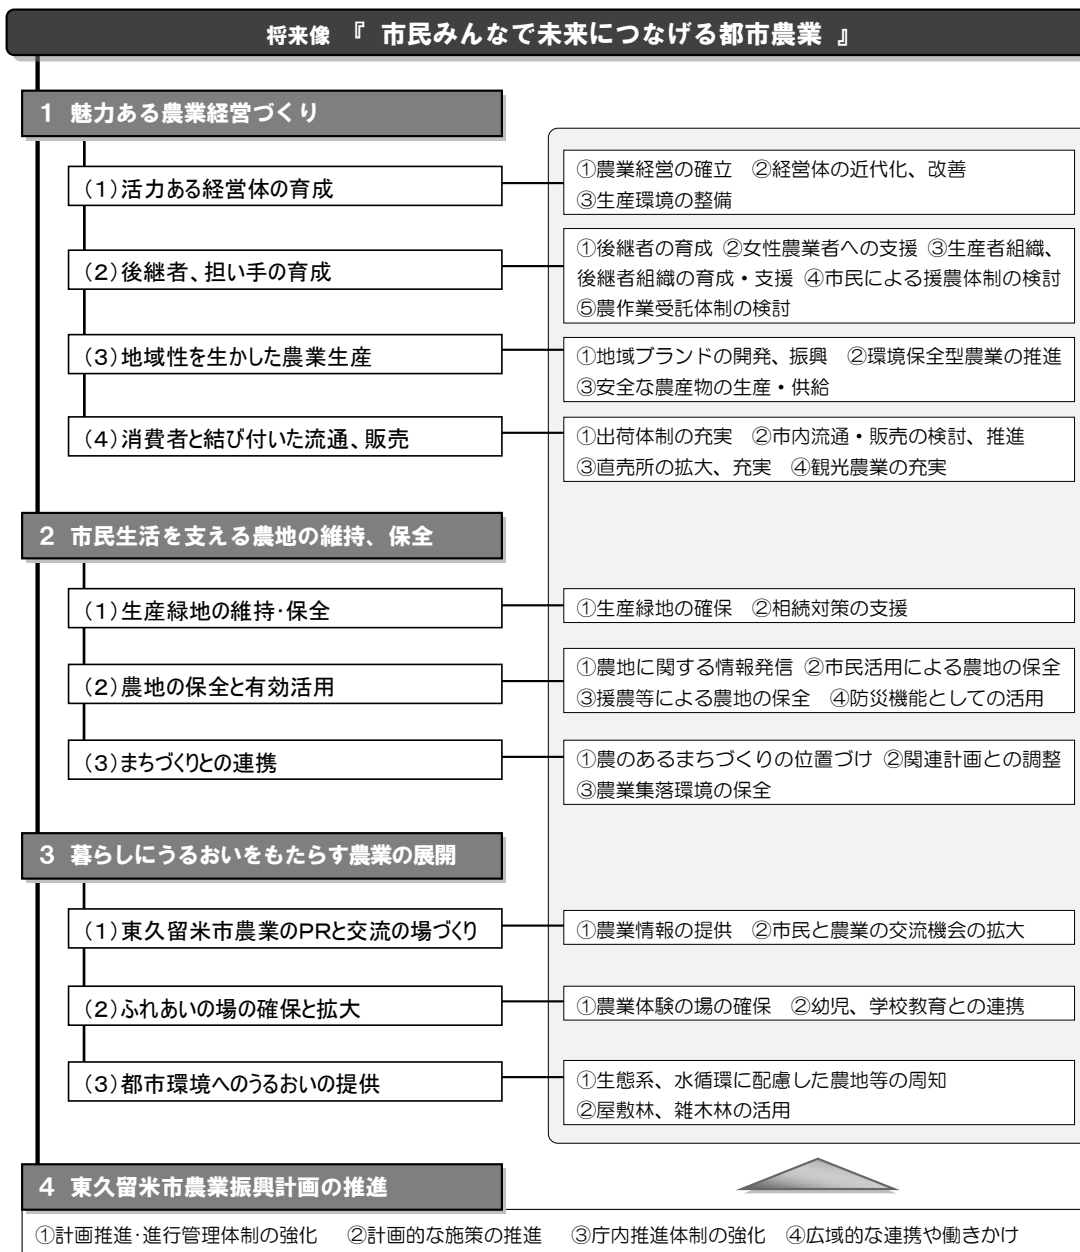 将来像 『 市民みんなで未来につなげる都市農業 』
1 魅力ある農業経営づくり
(1)活力ある経営体の育成
①農業経営の確立 ②経営体の近代化、改善
③生産環境の整備
(2)後継者、担い手の育成
①後継者の育成 ②女性農業者への支援 ③生産者組織、
後継者組織の育成・支援 ④市民による援農体制の検討
⑤農作業受託体制の検討
(3)地域性を生かした農業生産
①地域ブランドの開発、振興 ②環境保全型農業の推進
③安全な農産物の生産・供給
(4)消費者と結び付いた流通、販売
①出荷体制の充実 ②市内流通・販売の検討、推進
③直売所の拡大、充実 ④観光農業の充実
2 市民生活を支える農地の維持、保全
(1)生産緑地の維持・保全
①生産緑地の確保 ②相続対策の支援
(2)農地の保全と有効活用
①農地に関する情報発信 ②市民活用による農地の保全
③援農等による農地の保全 ④防災機能としての活用
(3)まちづくりとの連携
①農のあるまちづくりの位置づけ ②関連計画との調整
③農業集落環境の保全
3 暮らしにうるおいをもたらす農業の展開
(1)東久留米市農業のPRと交流の場づくり
①農業情報の提供 ②市民と農業の交流機会の拡大
(2)ふれあいの場の確保と拡大
①農業体験の場の確保 ②幼児、学校教育との連携
(3)都市環境へのうるおいの提供
①生態系、水循環に配慮した農地等の周知
②屋敷林、雑木林の活用
4 東久留米市農業振興計画の推進
①計画推進・進行管理体制の強化 ②計画的な施策の推進 ③庁内推進体制の強化 ④広域的な連携や働きかけ